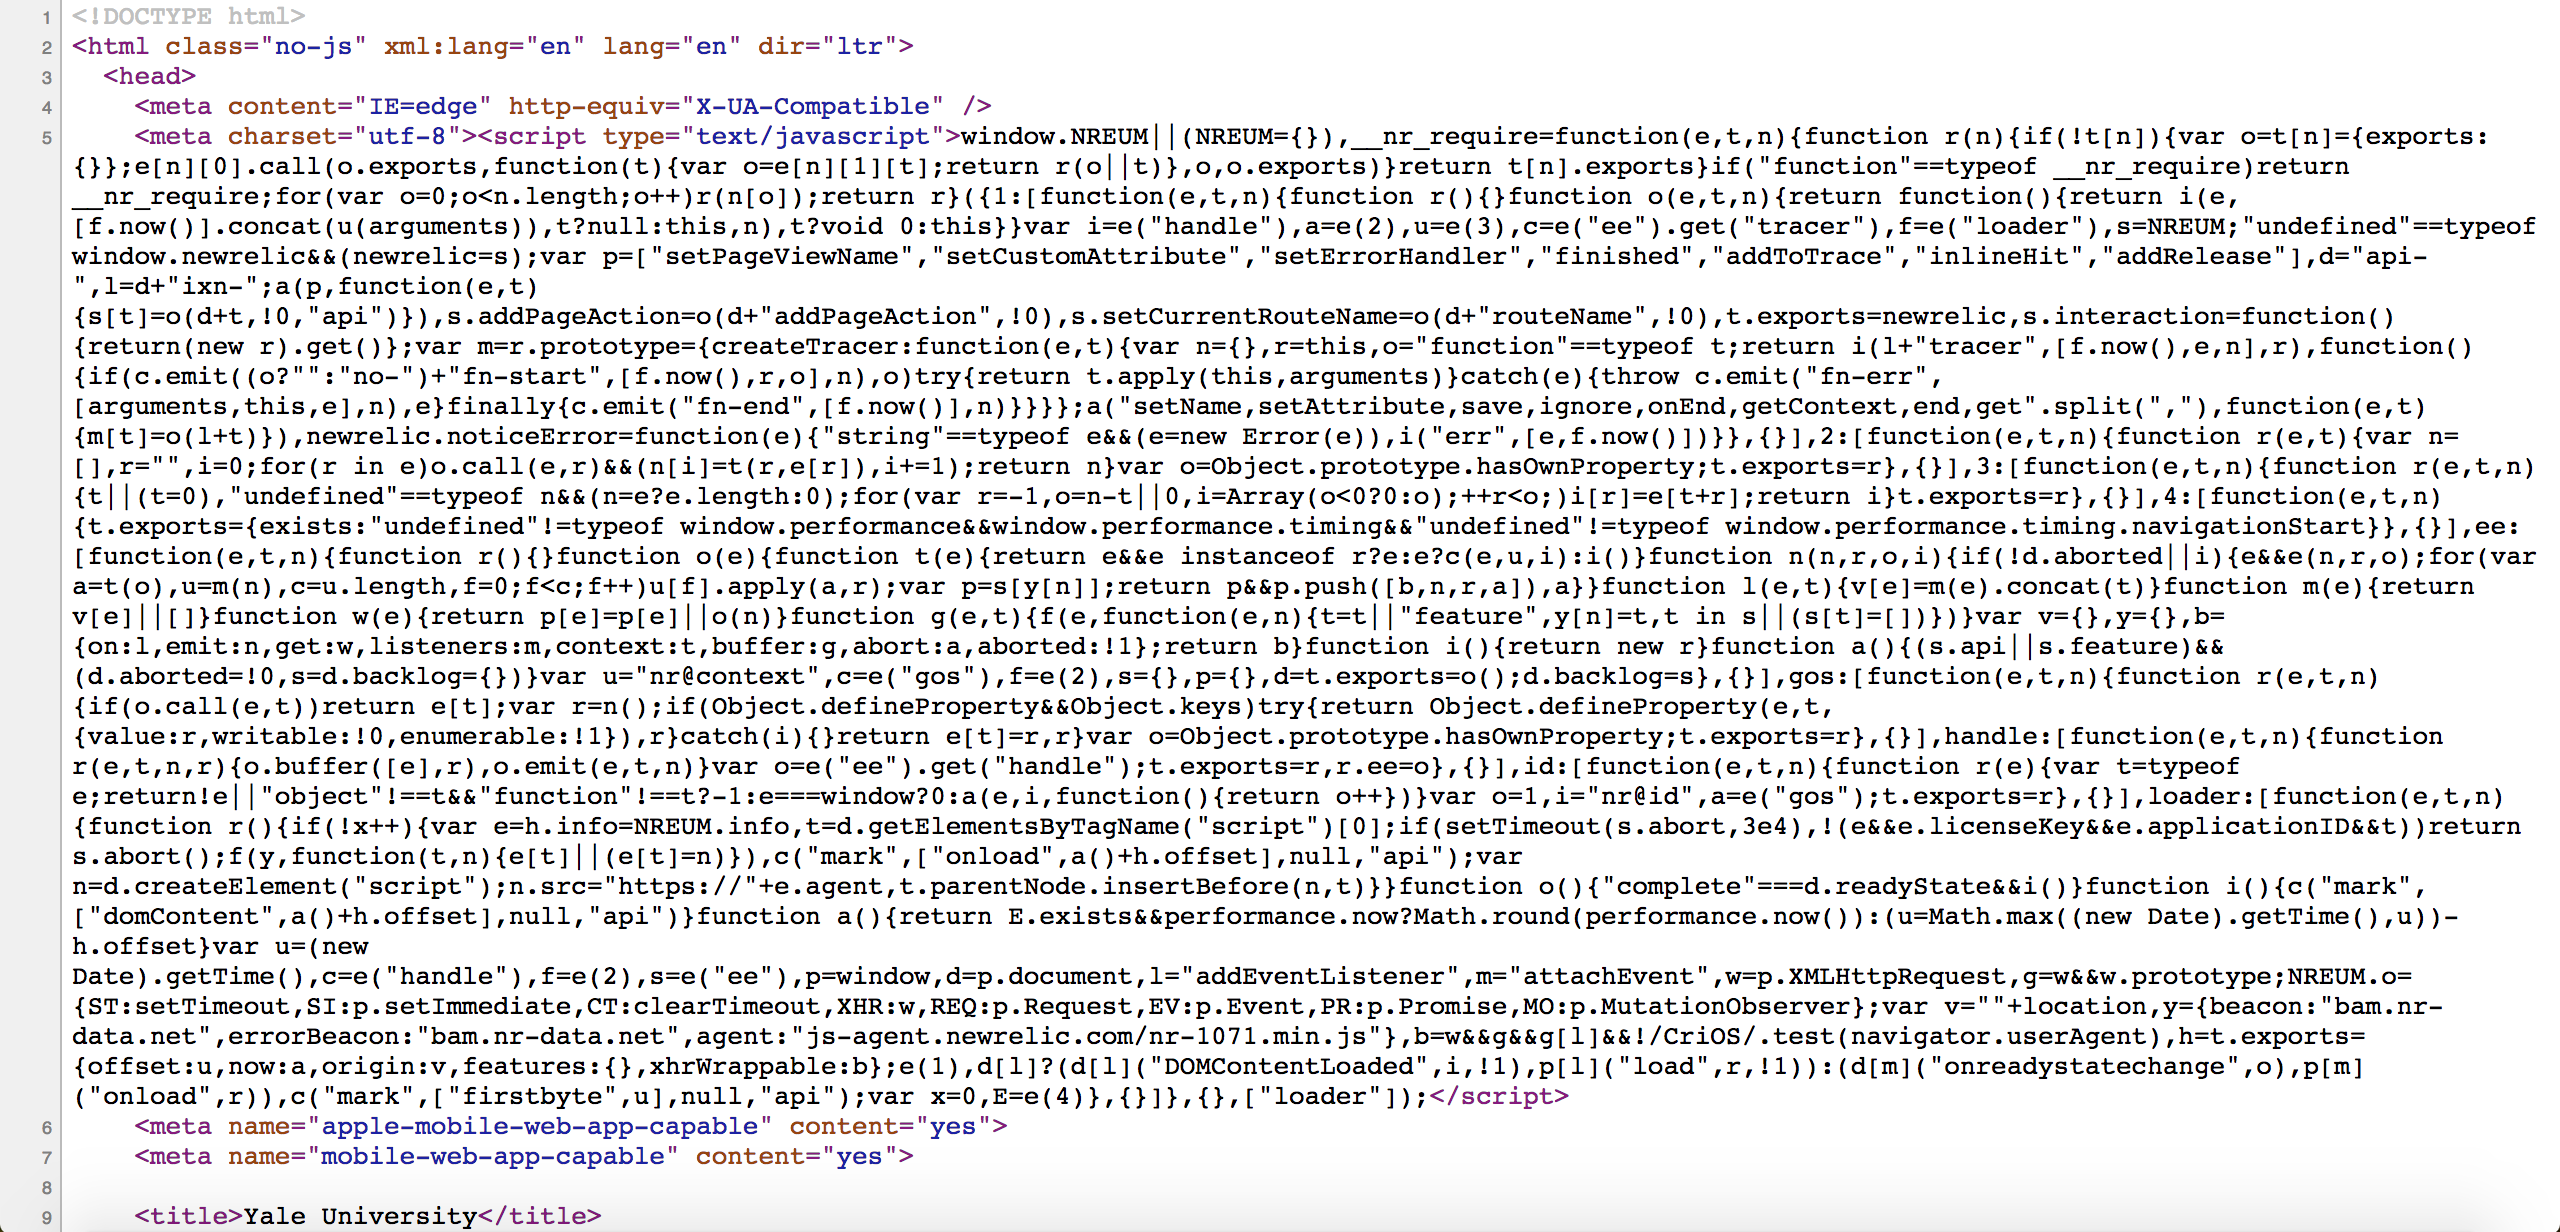 1 <!DOCTYPE html>
2 <html class="no-js" xml:lang="en" lang="en" dir="ltr">
3 <head>
4 <meta content="IE=edge" http-equiv="X-UA-Compatible" />
5 <meta charset="utf-8"><script type="text/javascript">window.NREUM||(NREUM={}),__nr_require=function(e,t,n){function r(n){if(!t[n]){var o=t[n]={exports:
{}};e[n][0].call(o.exports,function(t){var o=e[n][1][t];return r(o||t)},o,o.exports)}return t[n].exports}if("function"==typeof __nr_require)return
__nr_require;for(var o=0;o<n.length;o++)r(n[o]);return r}({1:[function(e,t,n){function r(){}function o(e,t,n){return function(){return i(e,
[f.now()].concat(u(arguments)),t?null:this,n),t?void 0:this}}var i=e("handle"),a=e(2),u=e(3),c=e("ee").get("tracer"),f=e("loader"),s=NREUM;"undefined"==typeof
window.newrelic&&(newrelic=s);var p=["setPageViewName","setCustomAttribute","setErrorHandler","finished","addToTrace","inlineHit","addRelease"],d="api-
",l=d+"ixn-";a(p,function(e,t)
{s[t]=o(d+t,!0,"api")}),s.addPageAction=o(d+"addPageAction",!0),s.setCurrentRouteName=o(d+"routeName",!0),t.exports=newrelic,s.interaction=function()
{return(new r).get()};var m=r.prototype={createTracer:function(e,t){var n={},r=this,o="function"==typeof t;return i(l+"tracer",[f.now(),e,n],r),function()
{if(c.emit((o?"":"no-")+"fn-start",[f.now(),r,o],n),o)try{return t.apply(this,arguments)}catch(e){throw c.emit("fn-err",
[arguments,this,e],n),e}finally{c.emit("fn-end",[f.now()],n)}}}};a("setName,setAttribute,save,ignore,onEnd,getContext,end,get".split(","),function(e,t)
{m[t]=o(l+t)}),newrelic.noticeError=function(e){"string"==typeof e&&(e=new Error(e)),i("err",[e,f.now()])}},{}],2:[function(e,t,n){function r(e,t){var n=
[],r="",i=0;for(r in e)o.call(e,r)&&(n[i]=t(r,e[r]),i+=1);return n}var o=Object.prototype.hasOwnProperty;t.exports=r},{}],3:[function(e,t,n){function r(e,t,n)
{t||(t=0),"undefined"==typeof n&&(n=e?e.length:0);for(var r=-1,o=n-t||0,i=Array(o<0?0:o);++r<o;)i[r]=e[t+r];return i}t.exports=r},{}],4:[function(e,t,n)
{t.exports={exists:"undefined"!=typeof window.performance&&window.performance.timing&&"undefined"!=typeof window.performance.timing.navigationStart}},{}],ee:
[function(e,t,n){function r(){}function o(e){function t(e){return e&&e instanceof r?e:e?c(e,u,i):i()}function n(n,r,o,i){if(!d.aborted||i){e&&e(n,r,o);for(var
a=t(o),u=m(n),c=u.length,f=0;f<c;f++)u[f].apply(a,r);var p=s[y[n]];return p&&p.push([b,n,r,a]),a}}function l(e,t){v[e]=m(e).concat(t)}function m(e){return
v[e]||[]}function w(e){return p[e]=p[e]||o(n)}function g(e,t){f(e,function(e,n){t=t||"feature",y[n]=t,t in s||(s[t]=[])})}var v={},y={},b=
{on:l,emit:n,get:w,listeners:m,context:t,buffer:g,abort:a,aborted:!1};return b}function i(){return new r}function a(){(s.api||s.feature)&&
(d.aborted=!0,s=d.backlog={})}var u="nr@context",c=e("gos"),f=e(2),s={},p={},d=t.exports=o();d.backlog=s},{}],gos:[function(e,t,n){function r(e,t,n)
{if(o.call(e,t))return e[t];var r=n();if(Object.defineProperty&&Object.keys)try{return Object.defineProperty(e,t,
{value:r,writable:!0,enumerable:!1}),r}catch(i){}return e[t]=r,r}var o=Object.prototype.hasOwnProperty;t.exports=r},{}],handle:[function(e,t,n){function
r(e,t,n,r){o.buffer([e],r),o.emit(e,t,n)}var o=e("ee").get("handle");t.exports=r,r.ee=o},{}],id:[function(e,t,n){function r(e){var t=typeof
e;return!e||"object"!==t&&"function"!==t?-1:e===window?0:a(e,i,function(){return o++})}var o=1,i="nr@id",a=e("gos");t.exports=r},{}],loader:[function(e,t,n)
{function r(){if(!x++){var e=h.info=NREUM.info,t=d.getElementsByTagName("script")[0];if(setTimeout(s.abort,3e4),!(e&&e.licenseKey&&e.applicationID&&t))return
s.abort();f(y,function(t,n){e[t]||(e[t]=n)}),c("mark",["onload",a()+h.offset],null,"api");var
n=d.createElement("script");n.src="https://"+e.agent,t.parentNode.insertBefore(n,t)}}function o(){"complete"===d.readyState&&i()}function i(){c("mark",
["domContent",a()+h.offset],null,"api")}function a(){return E.exists&&performance.now?Math.round(performance.now()):(u=Math.max((new Date).getTime(),u))-
h.offset}var u=(new
Date).getTime(),c=e("handle"),f=e(2),s=e("ee"),p=window,d=p.document,l="addEventListener",m="attachEvent",w=p.XMLHttpRequest,g=w&&w.prototype;NREUM.o=
{ST:setTimeout,SI:p.setImmediate,CT:clearTimeout,XHR:w,REQ:p.Request,EV:p.Event,PR:p.Promise,MO:p.MutationObserver};var v=""+location,y={beacon:"bam.nr-
data.net",errorBeacon:"bam.nr-data.net",agent:"js-agent.newrelic.com/nr-1071.min.js"},b=w&&g&&g[l]&&!/CriOS/.test(navigator.userAgent),h=t.exports=
{offset:u,now:a,origin:v,features:{},xhrWrappable:b};e(1),d[l]?(d[l]("DOMContentLoaded",i,!1),p[l]("load",r,!1)):(d[m]("onreadystatechange",o),p[m]
("onload",r)),c("mark",["firstbyte",u],null,"api");var x=0,E=e(4)},{}]},{},["loader"]);</script>
6 <meta name="apple-mobile-web-app-capable" content="yes">
7 <meta name="mobile-web-app-capable" content="yes">
8
9 <title>Yale University</title>